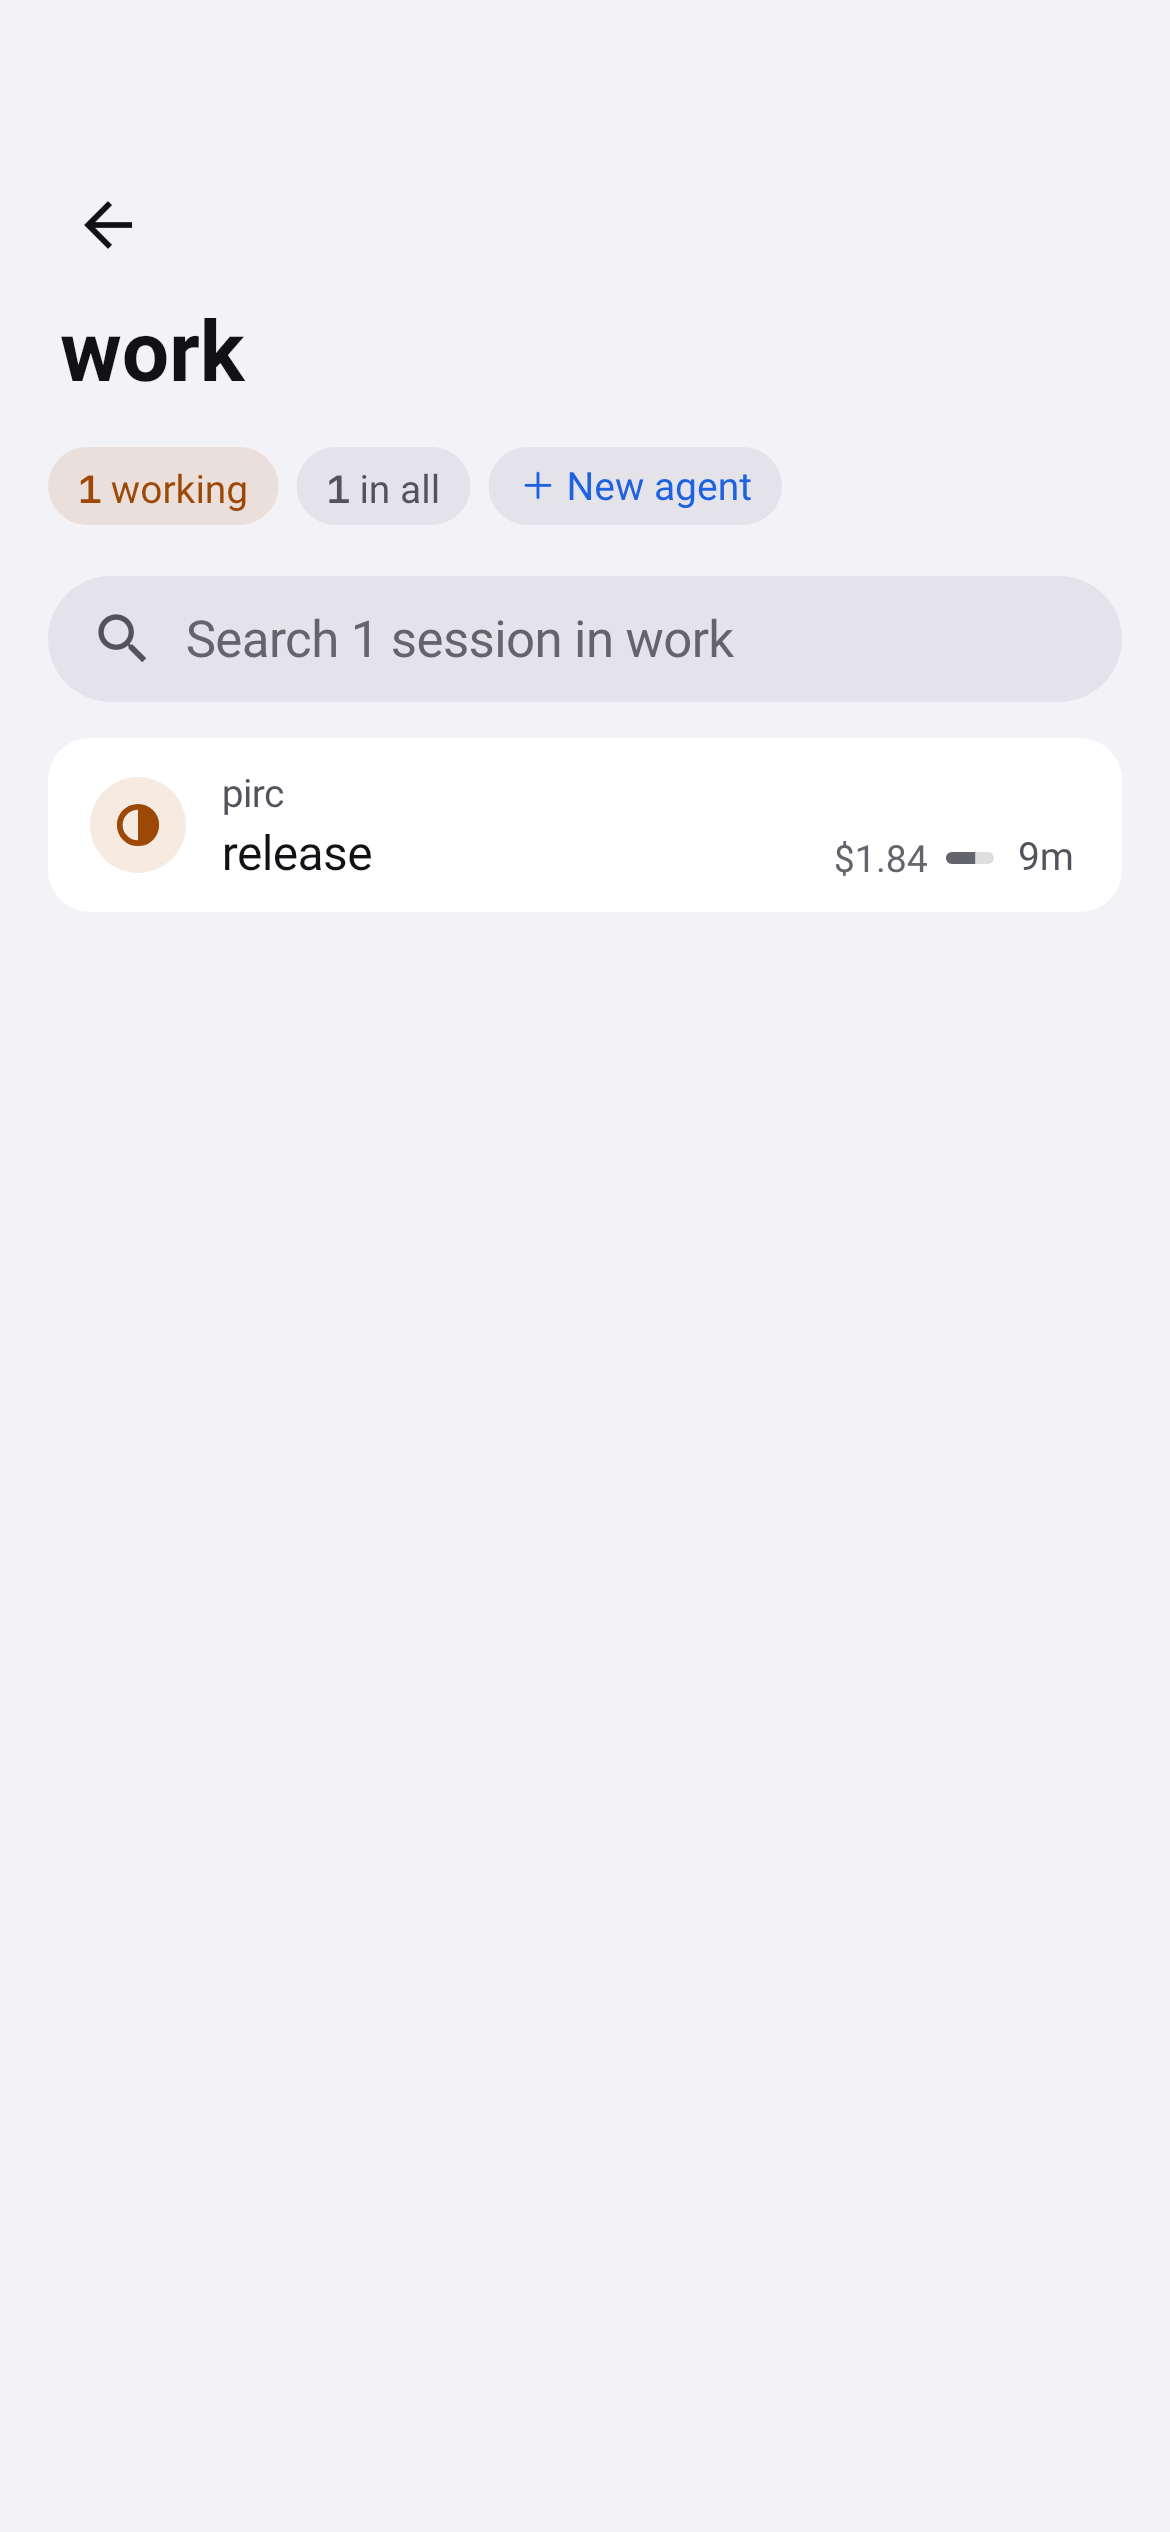 work
1 working
1 in all
+ New agent
Search 1 session in work
pirc
release
$1.84
9m